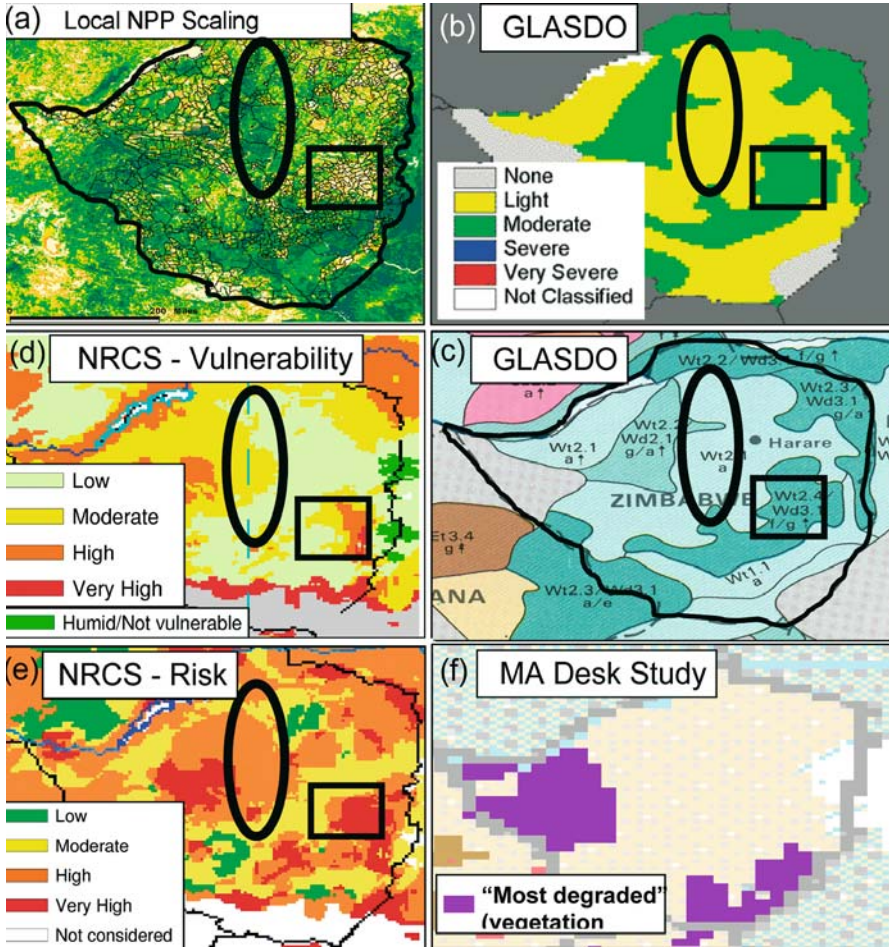 (a) Local NPP Scaling
0 200 Miles
(b) GLASDO
None
Light
Moderate
Severe
Very Severe
Not Classified
(d) NRCS - Vulnerability
Low
Moderate
High
Very High
Humid/Not vulnerable
(c) GLASDO
a↑
Wt2.2/Wd3.1 f/g↑
Wt2.3/
Wd3.1
g/a
Wt2.1
a↑
Wt2.2
Wd2.1
g/a↑
a
Harare
ZIMBABWE
Wt2.4/
Wd3.1
f/g↑
Et3.4
Wt1.1
a
ANA
Wt2.3/Wd3.1
a/e
(e) NRCS - Risk
Low
Moderate
High
Very High
Not considered
(f) MA Desk Study
"Most degraded"
(vegetation